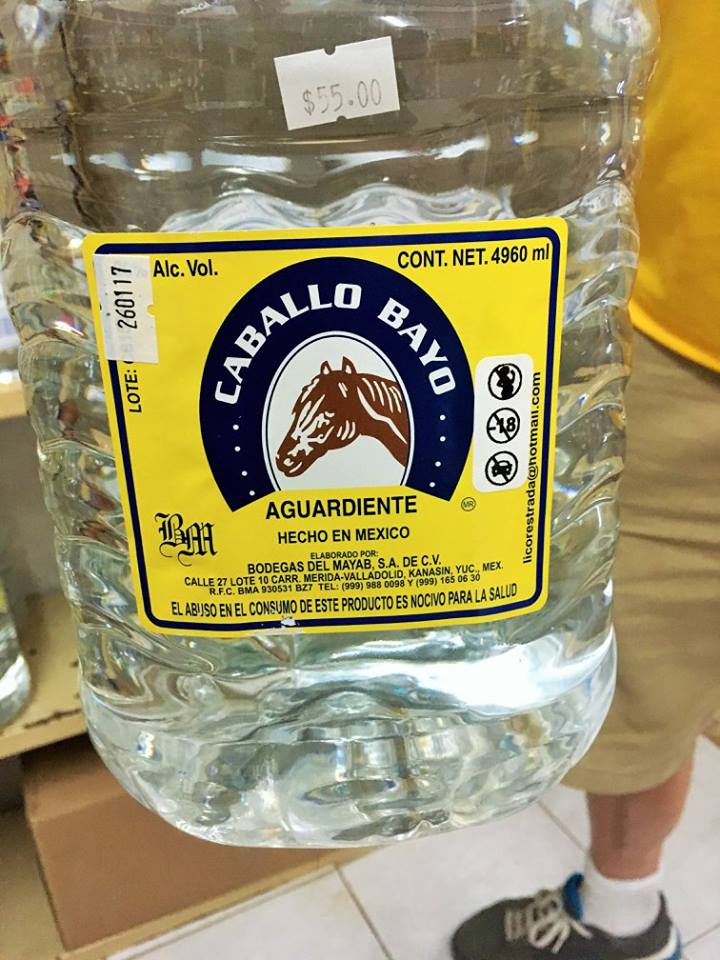 $55.00
Alc. Vol.
CONT. NET. 4960 ml
260117
LOTE:
CABALLO BAYO
-18
licorestrada@hotmail.com
AGUARDIENTE
MR
HECHO EN MEXICO
BM
ELABORADO POR:
BODEGAS DEL MAYAB, S.A. DE C.V.
CALLE 27 LOTE 10 CARR. MERIDA-VALLADOLID, KANASIN, YUC., MEX.
R.F.C. BMA 930531 BZ7 TEL: (999) 988 0098 Y (999) 165 06 30
EL ABUSO EN EL CONSUMO DE ESTE PRODUCTO ES NOCIVO PARA LA SALUD